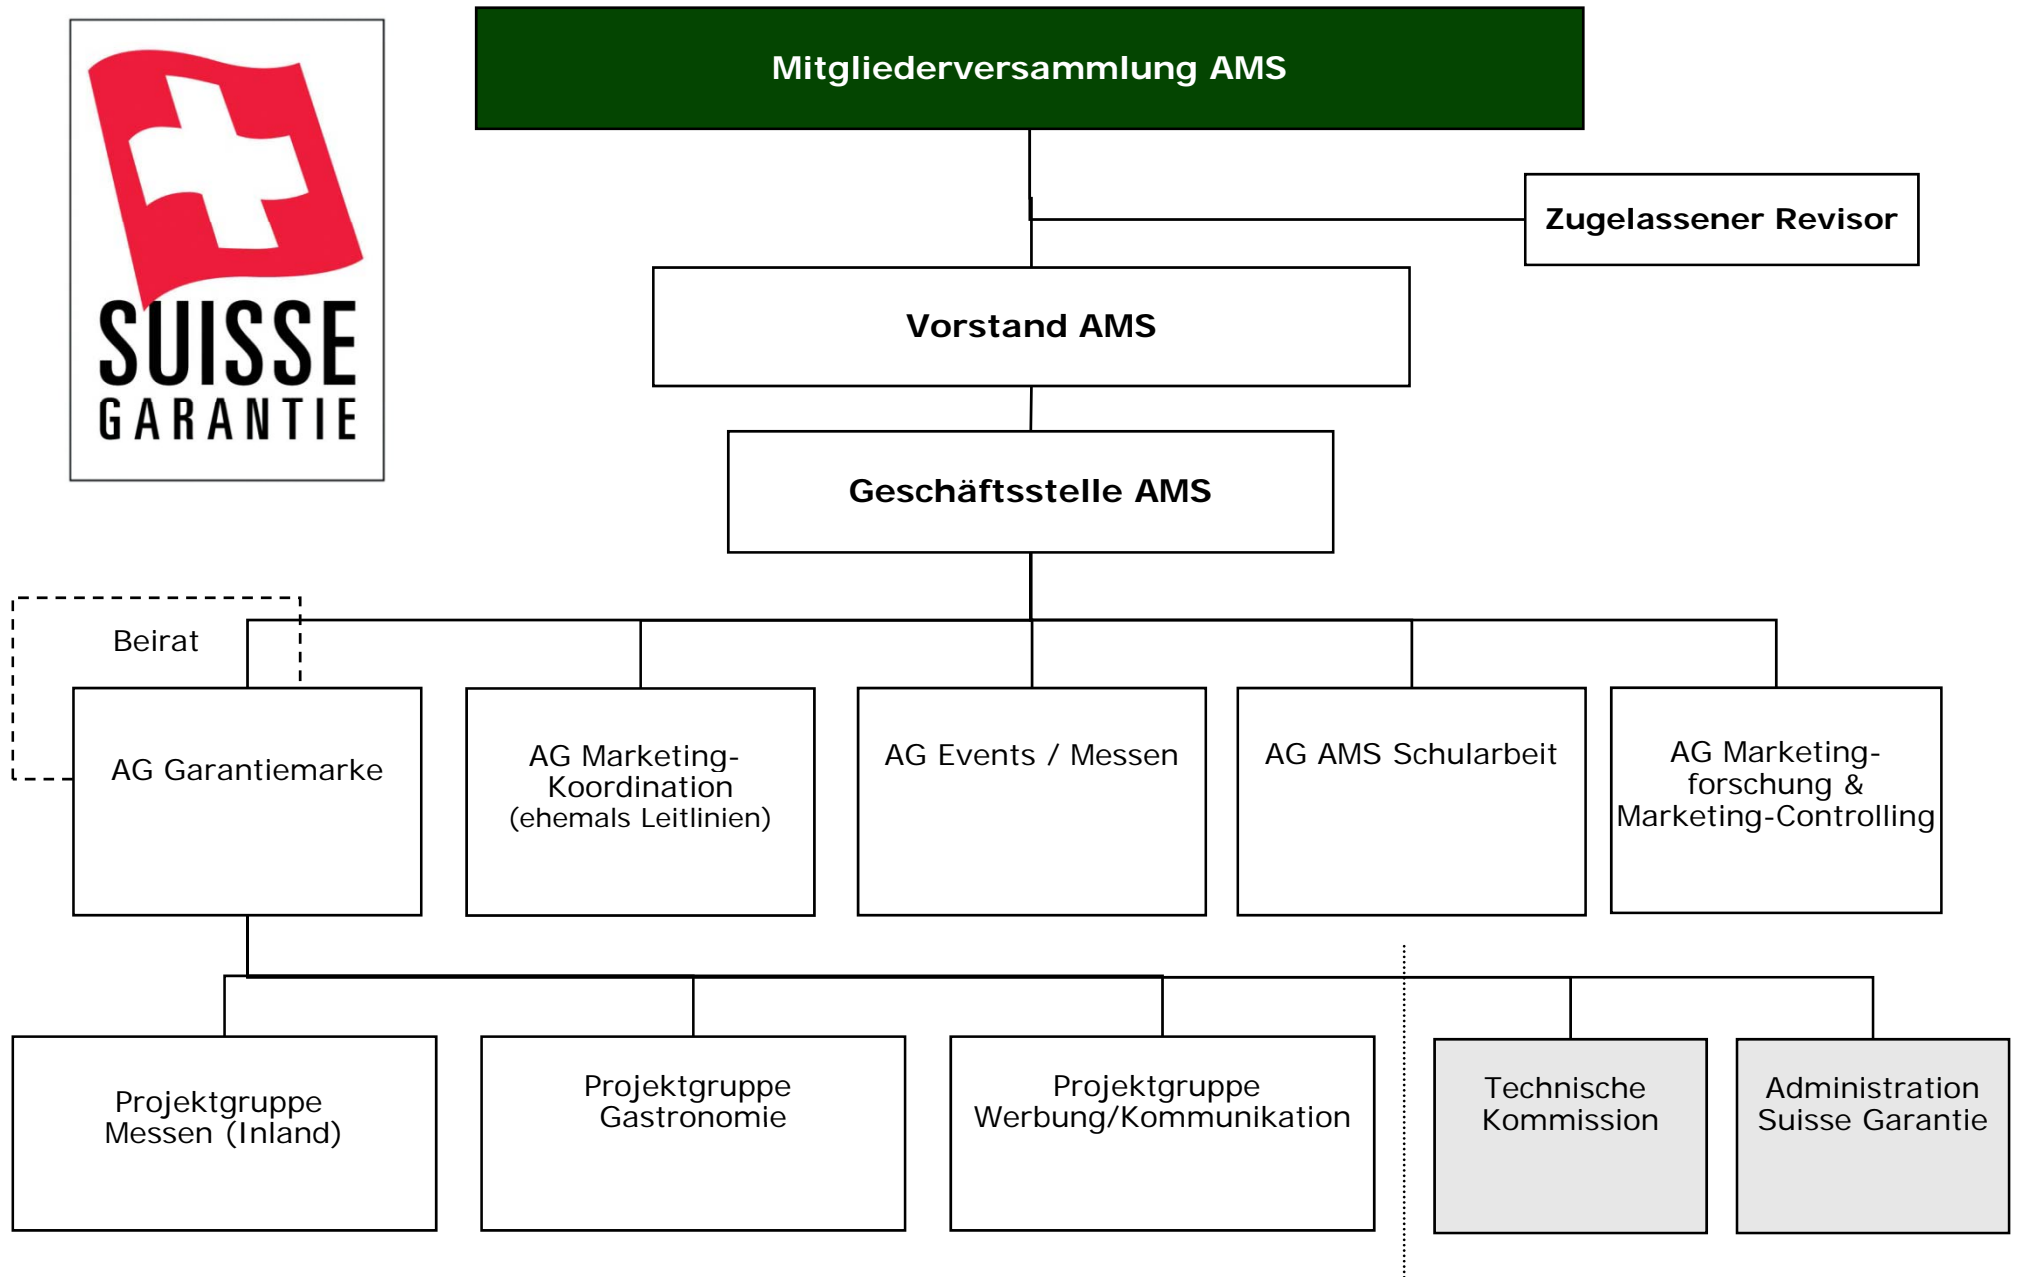 Mitgliederversammlung AMS
SUISSE
GARANTIE
Zugelassener Revisor
Vorstand AMS
Geschäftsstelle AMS
Beirat
AG Garantiemarke
AG Marketing-
Koordination
(ehemals Leitlinien)
AG Events / Messen
AG AMS Schularbeit
AG Marketing-
forschung &
Marketing-Controlling
Projektgruppe
Messen (Inland)
Projektgruppe
Gastronomie
Projektgruppe
Werbung/Kommunikation
Technische
Kommission
Administration
Suisse Garantie